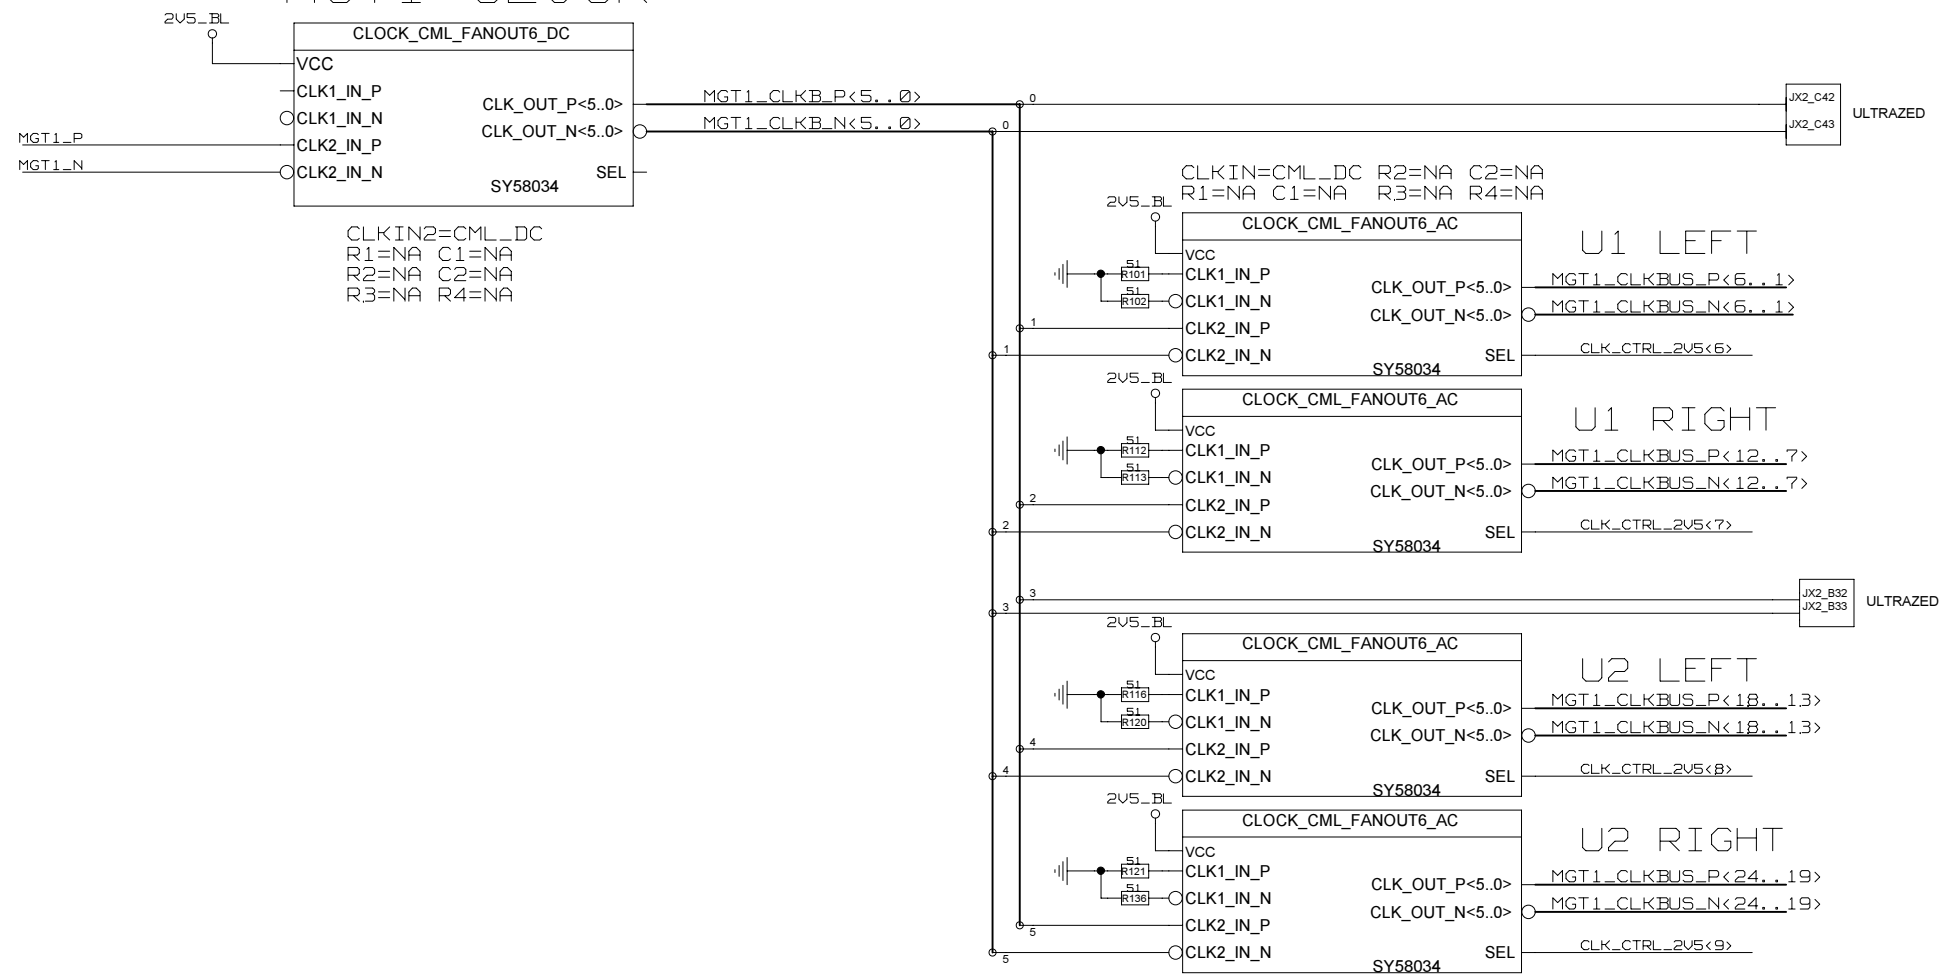 2V5_BL
CLOCK_CML_FANOUT6_DC
VCC
CLK1_IN_P
CLK1_IN_N
CLK2_IN_P
CLK2_IN_N
CLK_OUT_P<5..0>
CLK_OUT_N<5..0>
SEL
SY58034
MGT1_P
MGT1_N
CLKIN2=CML_DC
R1=NA C1=NA
R2=NA C2=NA
R3=NA R4=NA
MGT1_CLKB_P<5..0>
MGT1_CLKB_N<5..0>
0
0
JX2_C42
JX2_C43
ULTRAZED
CLKIN=CML_DC R2=NA C2=NA
R1=NA C1=NA R3=NA R4=NA
2V5_BL
CLOCK_CML_FANOUT6_AC
VCC
51
R101
CLK1_IN_P
51
R102
CLK1_IN_N
1
CLK2_IN_P
1
CLK2_IN_N
CLK_OUT_P<5..0>
CLK_OUT_N<5..0>
SEL
SY58034
U1 LEFT
MGT1_CLKBUS_P<6..1>
MGT1_CLKBUS_N<6..1>
CLK_CTRL_2V5<6>
2V5_BL
CLOCK_CML_FANOUT6_AC
VCC
51
R112
CLK1_IN_P
51
R113
CLK1_IN_N
2
CLK2_IN_P
2
CLK2_IN_N
CLK_OUT_P<5..0>
CLK_OUT_N<5..0>
SEL
SY58034
U1 RIGHT
MGT1_CLKBUS_P<12..7>
MGT1_CLKBUS_N<12..7>
CLK_CTRL_2V5<7>
3
3
JX2_B32
JX2_B33
ULTRAZED
2V5_BL
CLOCK_CML_FANOUT6_AC
VCC
51
R116
CLK1_IN_P
51
R120
CLK1_IN_N
4
CLK2_IN_P
4
CLK2_IN_N
CLK_OUT_P<5..0>
CLK_OUT_N<5..0>
SEL
SY58034
U2 LEFT
MGT1_CLKBUS_P<18..13>
MGT1_CLKBUS_N<18..13>
CLK_CTRL_2V5<8>
2V5_BL
CLOCK_CML_FANOUT6_AC
VCC
51
R121
CLK1_IN_P
51
R136
CLK1_IN_N
5
CLK2_IN_P
5
CLK2_IN_N
CLK_OUT_P<5..0>
CLK_OUT_N<5..0>
SEL
SY58034
U2 RIGHT
MGT1_CLKBUS_P<24..19>
MGT1_CLKBUS_N<24..19>
CLK_CTRL_2V5<9>